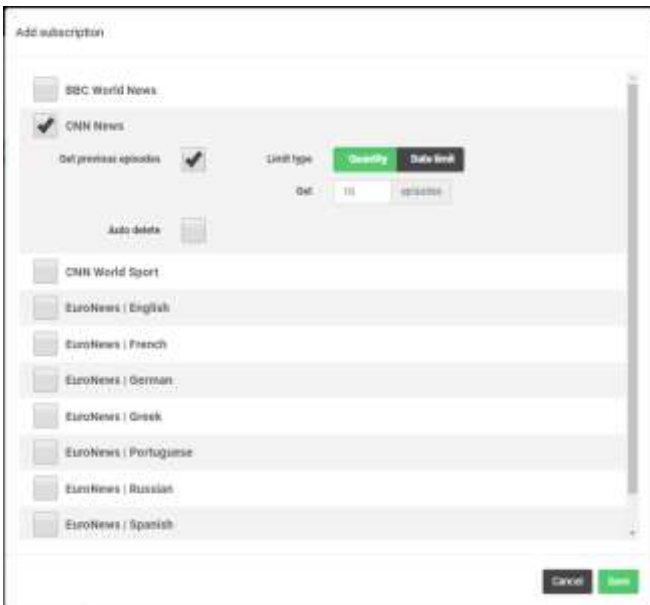 Add subscription
BBC World News
CNN News
Get previous episodes Limit type Quantity Date limit
Get 10 episodes
Auto delete
CNN World Sport
EuroNews | English
EuroNews | French
EuroNews | German
EuroNews | Greek
EuroNews | Portuguese
EuroNews | Russian
EuroNews | Spanish
Cancel Save